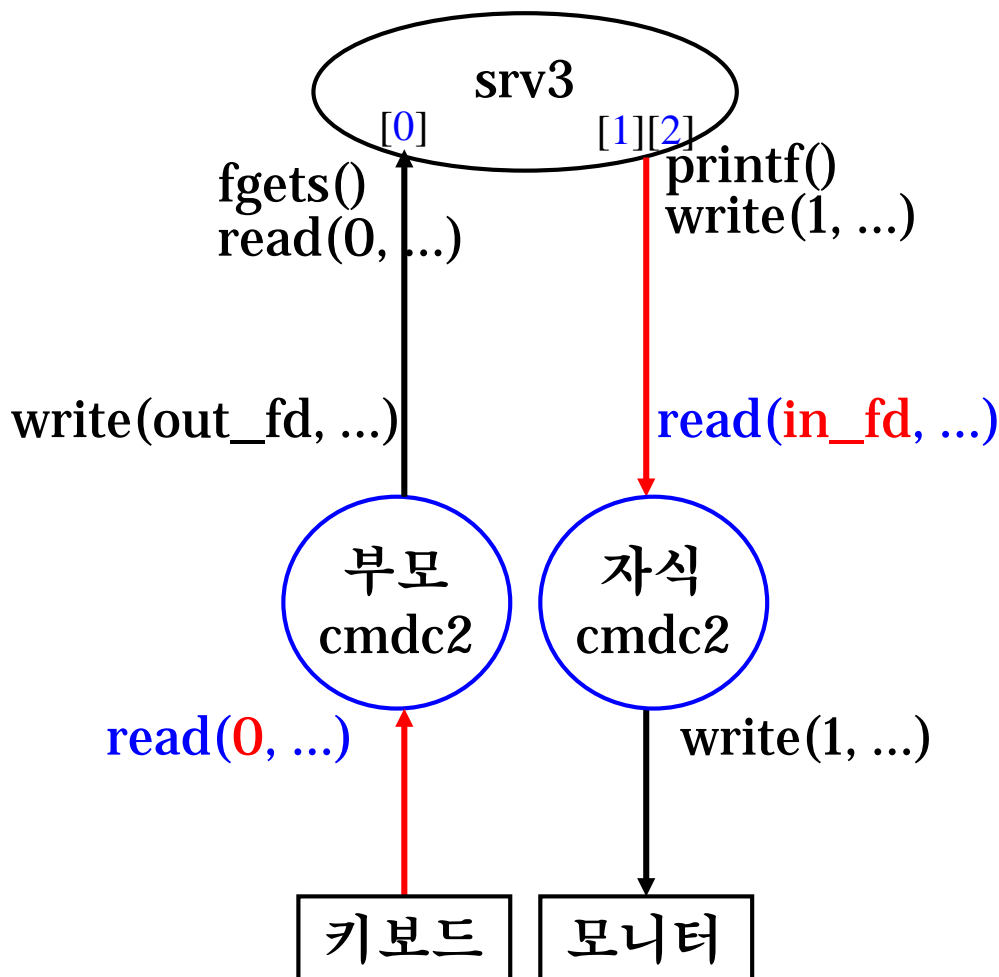 srv3
[0]
[1][2]
fgets()
read(0, ...)
printf()
write(1, ...)
write(out_fd, ...)
read(in_fd, ...)
부모
cmdc2
자식
cmdc2
read(0, ...)
write(1, ...)
키보드
모니터